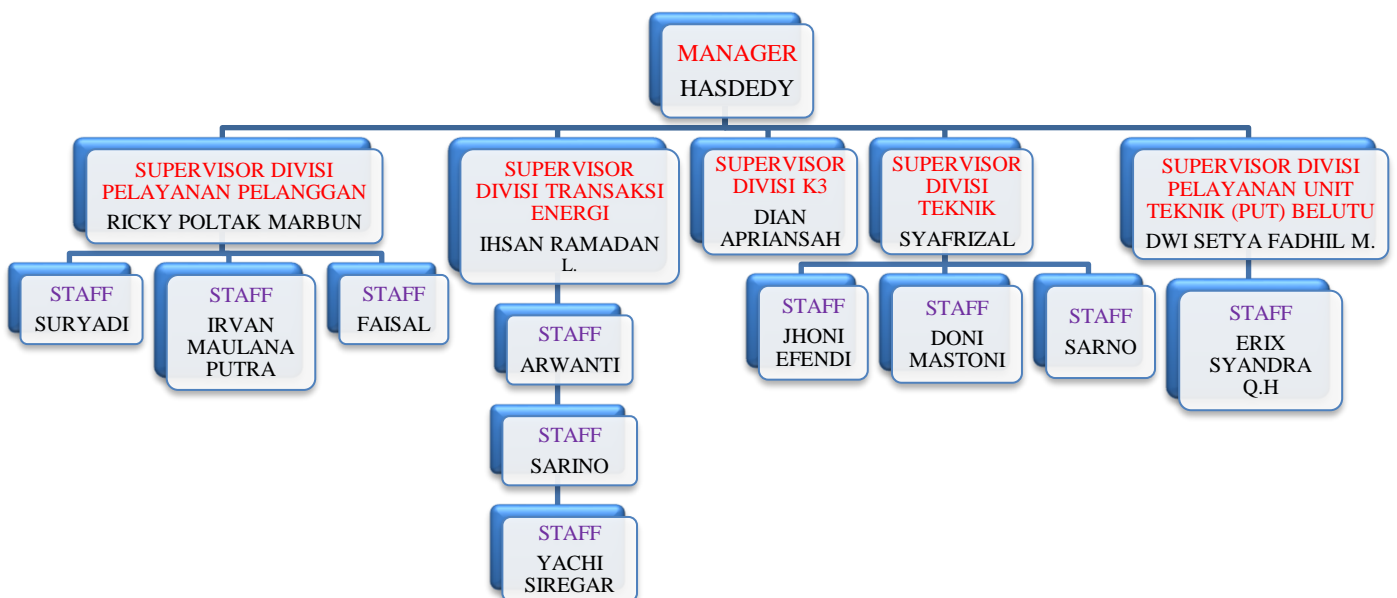 MANAGER
HASDEDY
SUPERVISOR DIVISI
PELAYANAN PELANGGAN
RICKY POLTAK MARBUN
SUPERVISOR
DIVISI TRANSAKSI
ENERGI
IHSAN RAMADAN
L.
SUPERVISOR
DIVISI K3
DIAN
APRIANSAH
SUPERVISOR
DIVISI
TEKNIK
SYAFRIZAL
SUPERVISOR DIVISI
PELAYANAN UNIT
TEKNIK (PUT) BELUTU
DWI SETYA FADHIL M.
STAFF
SURYADI
STAFF
IRVAN
MAULANA
PUTRA
STAFF
FAISAL
STAFF
ARWANTI
STAFF
SARINO
STAFF
YACHI
SIREGAR
STAFF
JHONI
EFENDI
STAFF
DONI
MASTONI
STAFF
SARNO
STAFF
ERIX
SYANDRA
Q.H